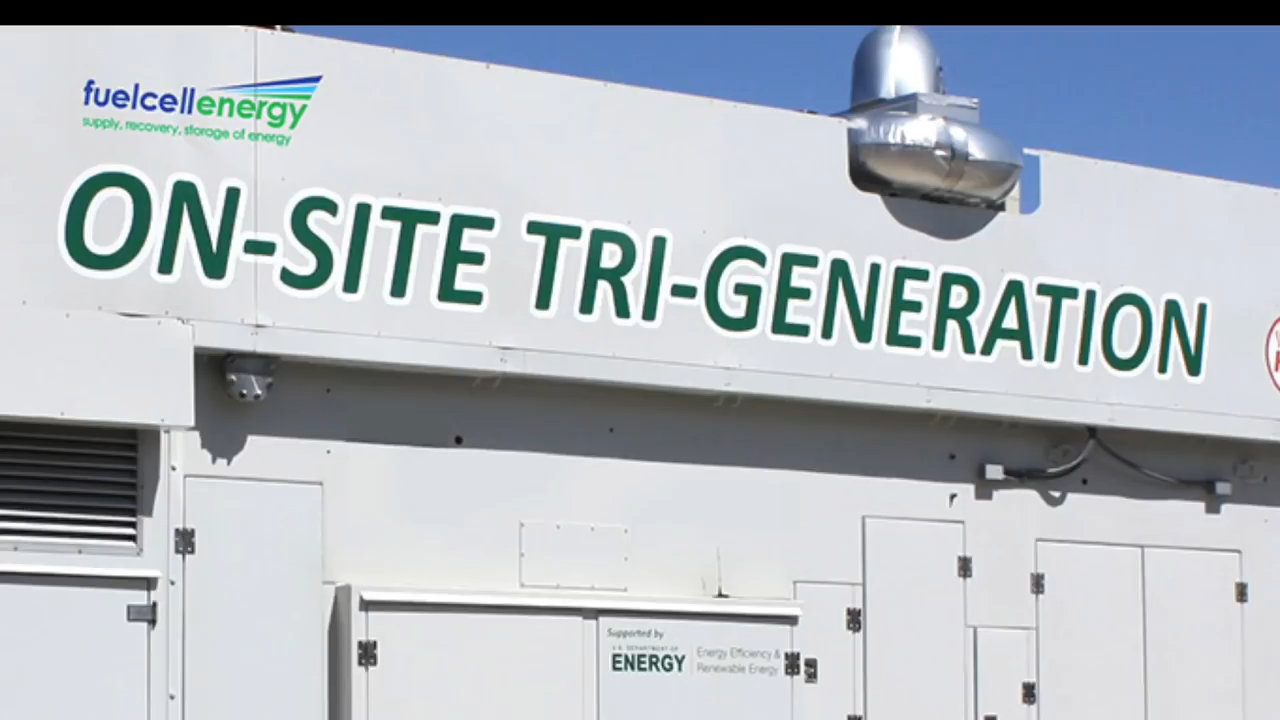 fuelcellenergy
supply, recovery, storage of energy
ON-SITE TRI-GENERATION
Supported by
U.S. DEPARTMENT OF
ENERGY
Energy Efficiency &
Renewable Energy